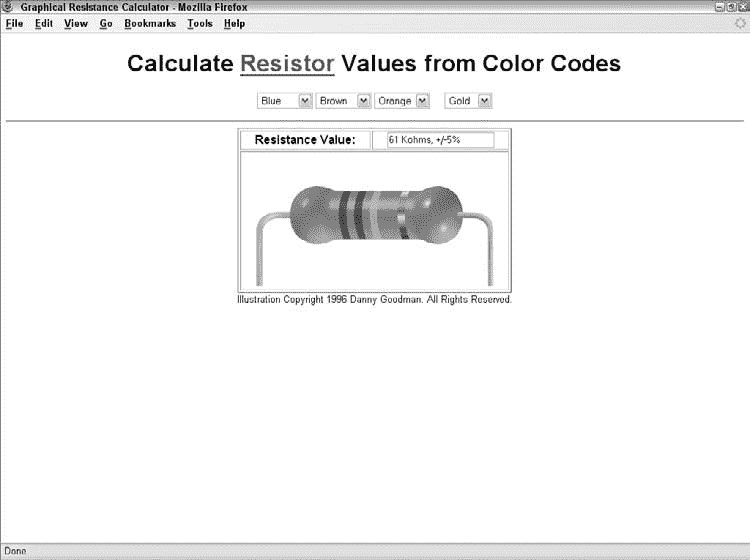 Graphical Resistance Calculator - Mozilla Firefox
File Edit View Go Bookmarks Tools Help
Calculate Resistor Values from Color Codes
Blue Brown Orange Gold
Resistance Value: 61 Kohms, +/-5%
Illustration Copyright 1996 Danny Goodman. All Rights Reserved.
Done